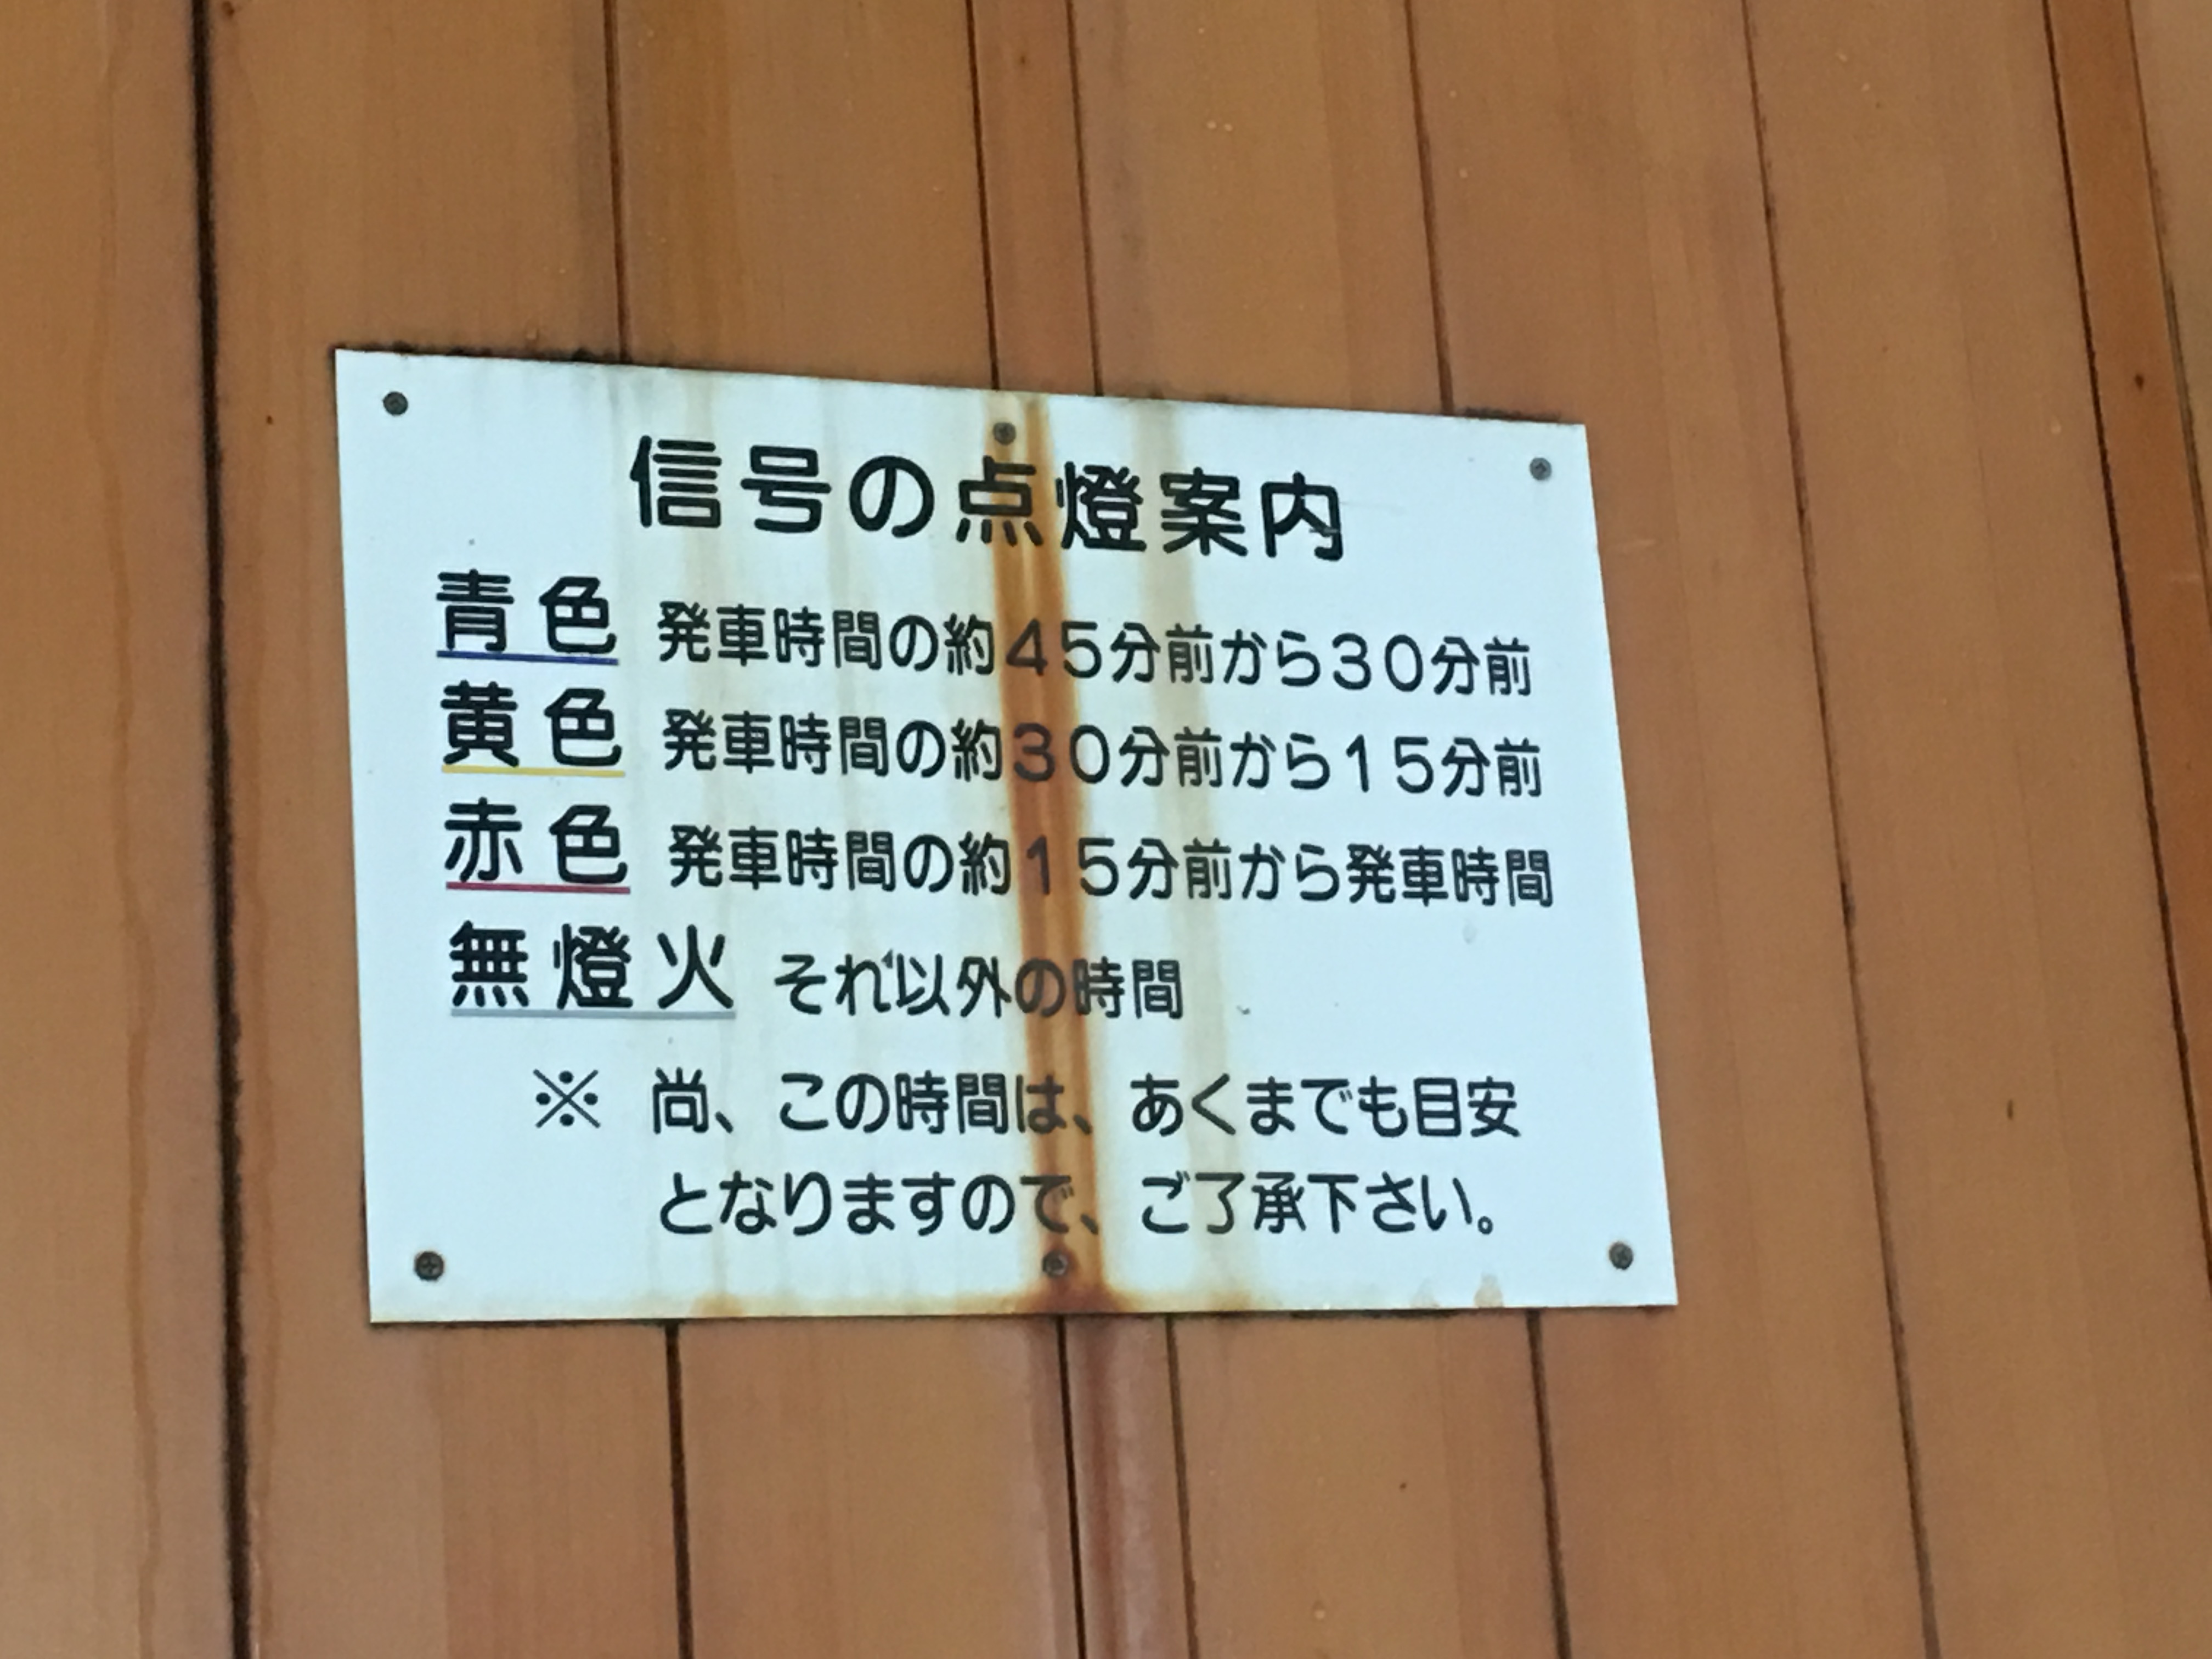 信号の点燈案内
青色 発車時間の約45分前から30分前
黄色 発車時間の約30分前から15分前
赤色 発車時間の約15分前から発車時間
無燈火 それ以外の時間
※ 尚、この時間は、あくまでも目安
となりますので、ご了承下さい。